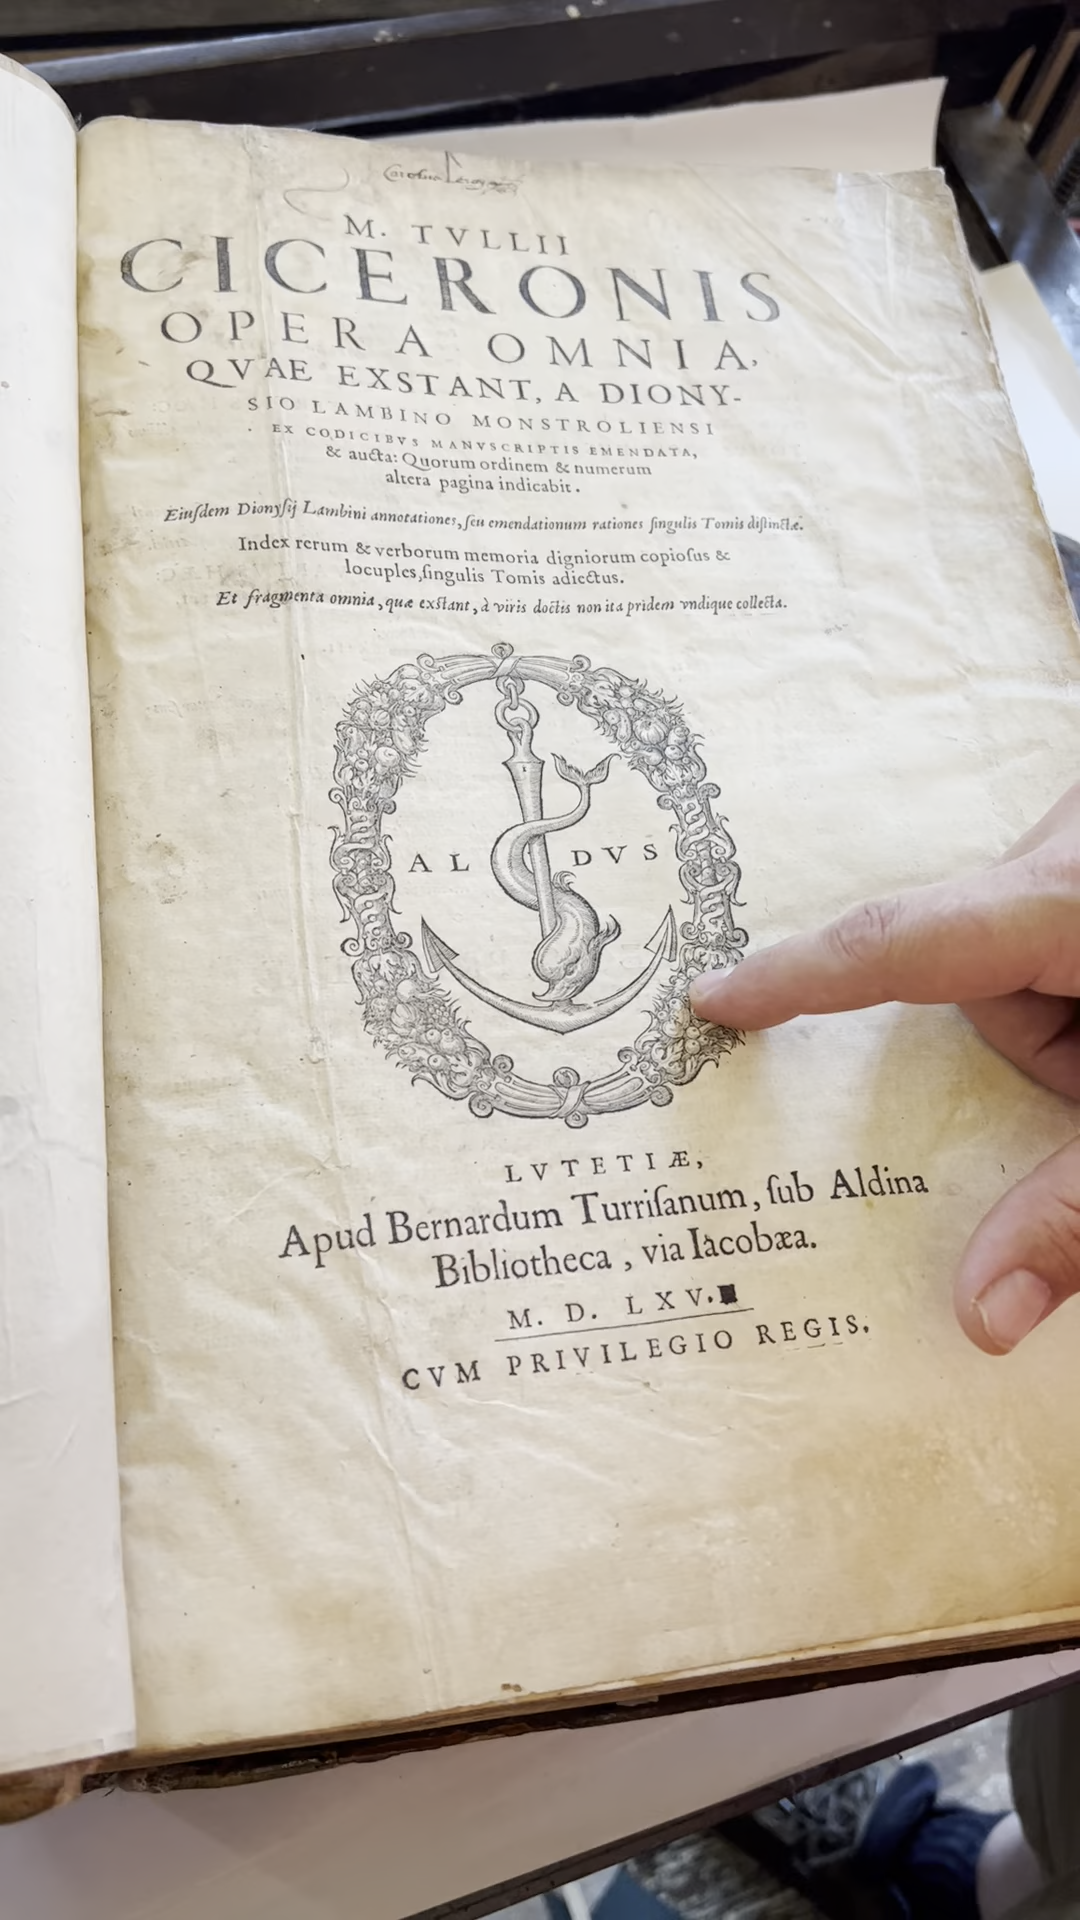 M. TVLLII
CICERONIS
OPERA OMNIA,
QVAE EXSTANT, A DIONY-
SIO LAMBINO MONSTROLIENSI
EX CODICIBVS MANVSCRIPTIS EMENDATA,
& aucta: Quorum ordinem & numerum
altera pagina indicabit.
Eiuſdem Dionyſij Lambini annotationes, ſeu emendationum rationes ſingulis Tomis diſtinctæ.
Index rerum & verborum memoria digniorum copioſus &
locuples, ſingulis Tomis adiectus.
Et fragmenta omnia, quæ exſtant, à viris doctis non ita pridem vndique collecta.
AL DVS
LVTETIÆ,
Apud Bernardum Turriſanum, ſub Aldina
Bibliotheca, via Iacobæa.
M. D. LXV.
CVM PRIVILEGIO REGIS.